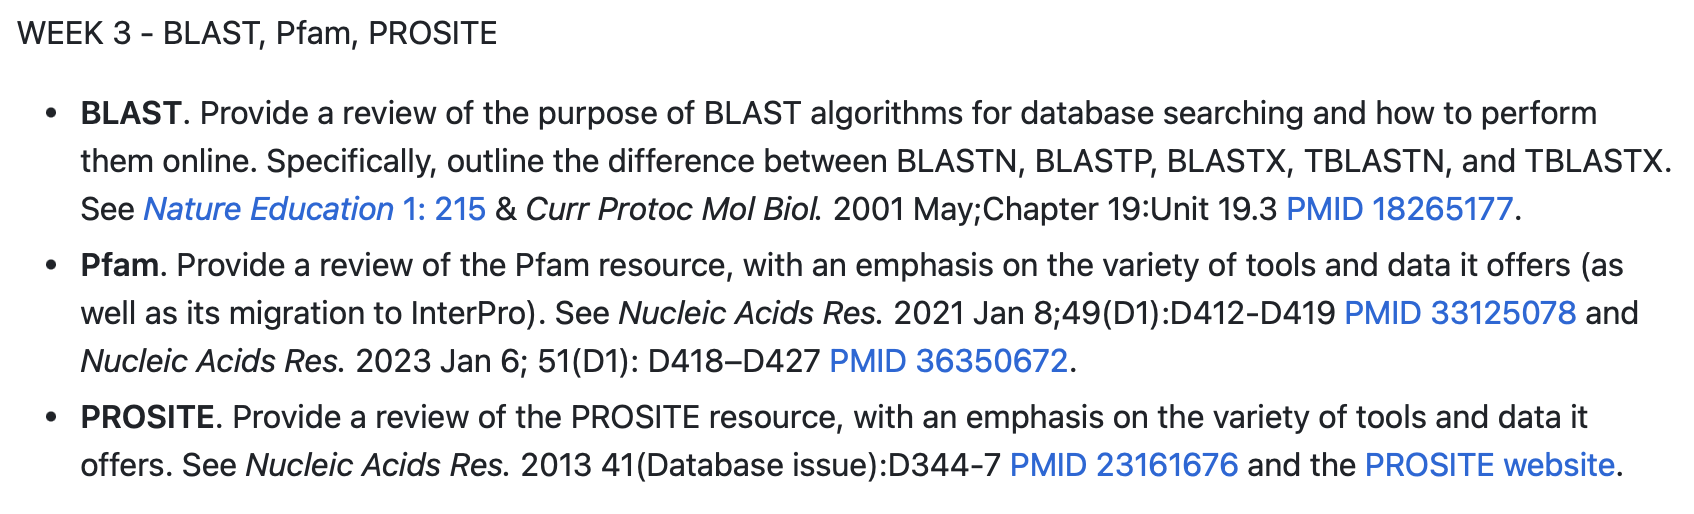 WEEK 3 - BLAST, Pfam, PROSITE
• BLAST. Provide a review of the purpose of BLAST algorithms for database searching and how to perform
them online. Specifically, outline the difference between BLASTN, BLASTP, BLASTX, TBLASTN, and TBLASTX.
See Nature Education 1: 215 & Curr Protoc Mol Biol. 2001 May;Chapter 19:Unit 19.3 PMID 18265177.
• Pfam. Provide a review of the Pfam resource, with an emphasis on the variety of tools and data it offers (as
well as its migration to InterPro). See Nucleic Acids Res. 2021 Jan 8;49(D1):D412-D419 PMID 33125078 and
Nucleic Acids Res. 2023 Jan 6; 51(D1): D418–D427 PMID 36350672.
• PROSITE. Provide a review of the PROSITE resource, with an emphasis on the variety of tools and data it
offers. See Nucleic Acids Res. 2013 41(Database issue):D344-7 PMID 23161676 and the PROSITE website.